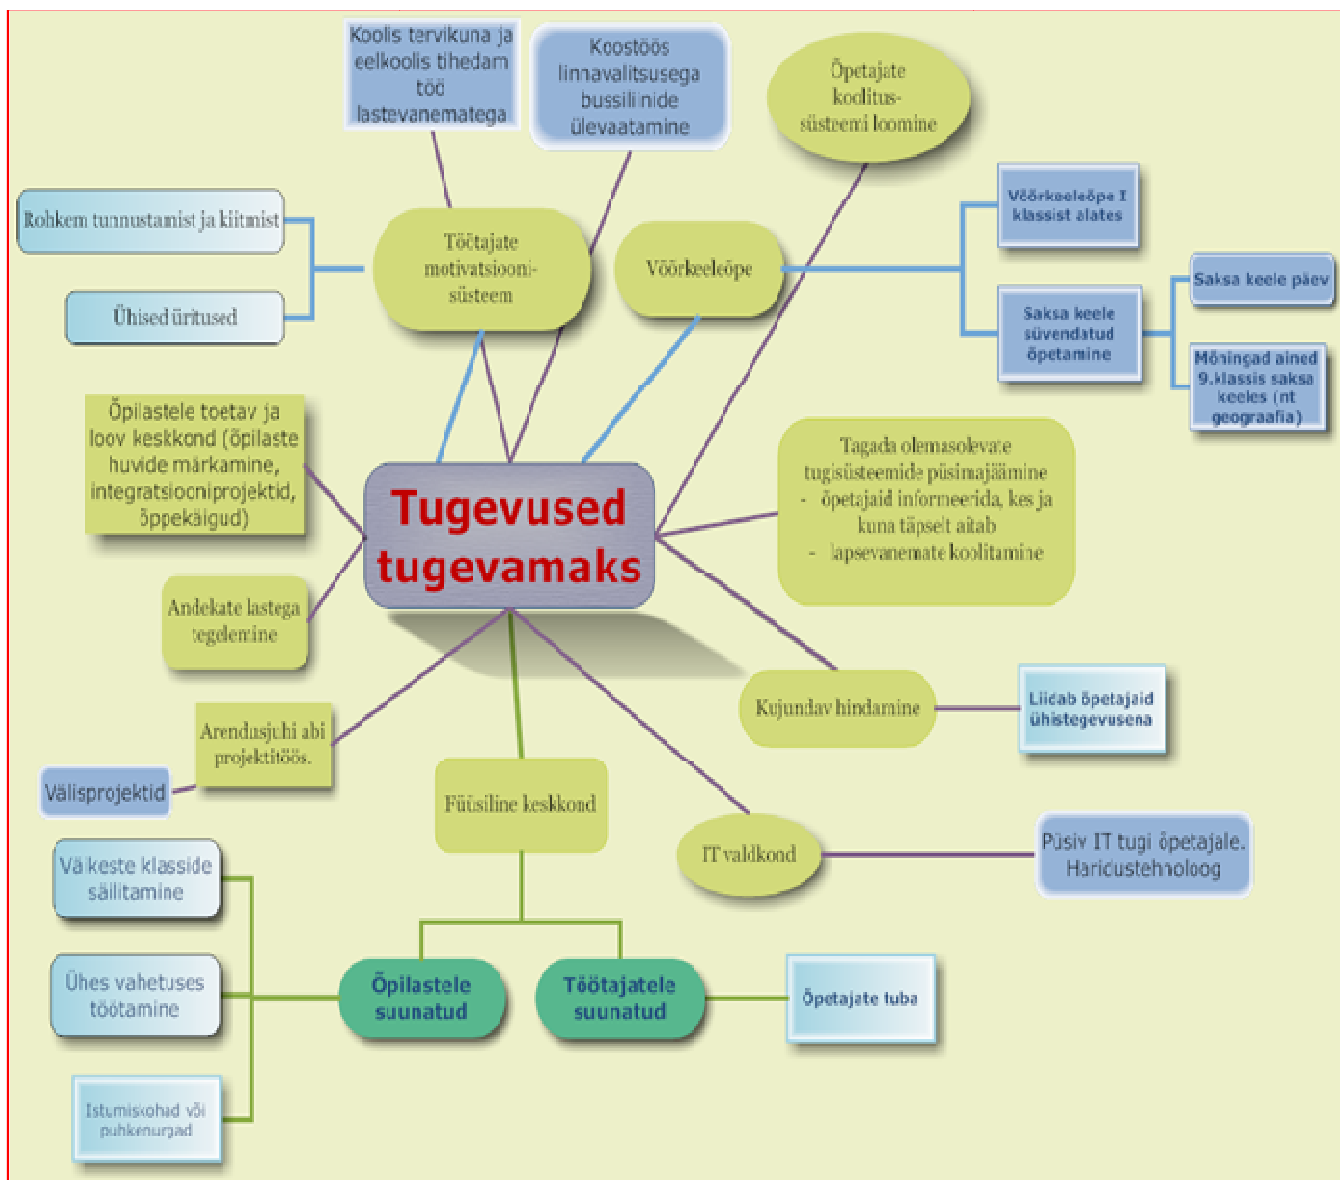 Koolis tervikuna ja
eelkoolis tihedam
töö
lastevanematega
Koostöös
linnavalitsusega
bussiliinide
ülevaatamine
Õpetajate
koolitus-
süsteemi loomine
Rohkem tunnustamist ja kiitmist
Ühised üritused
Töötajate
motivatsiooni-
süsteem
Võõrkeeleõpe
Võõrkeeleõpe I
klassist alates
Saksa keele
süvendatud
õpetamine
Saksa keele päev
Mõningad ained
9.klassis saksa
keeles (nt
geograafia)
Õpilastele toetav ja
loov keskkond (õpilaste
huvide märkamine,
integratsiooniprojektid,
õppekäigud)
Tugevused
tugevamaks
Tagada olemasolevate
tugisüsteemide püsimajäämine
- õpetajaid informeerida, kes ja
kuna täpselt aitab
- lapsevanemate koolitamine
Andekate lastega
tegelemine
Kujundav hindamine
Liidab õpetajaid
ühistegevusena
Arendusjuhi abi
projektitöös.
Välisprojektid
Füüsiline keskkond
IT valdkond
Püsiv IT tugi õpetajale.
Haridustehnoloog
Väikeste klasside
säilitamine
Ühes vahetuses
töötamine
Istumiskohad või
puhkenurgad
Õpilastele
suunatud
Töötajatele
suunatud
Õpetajate tuba